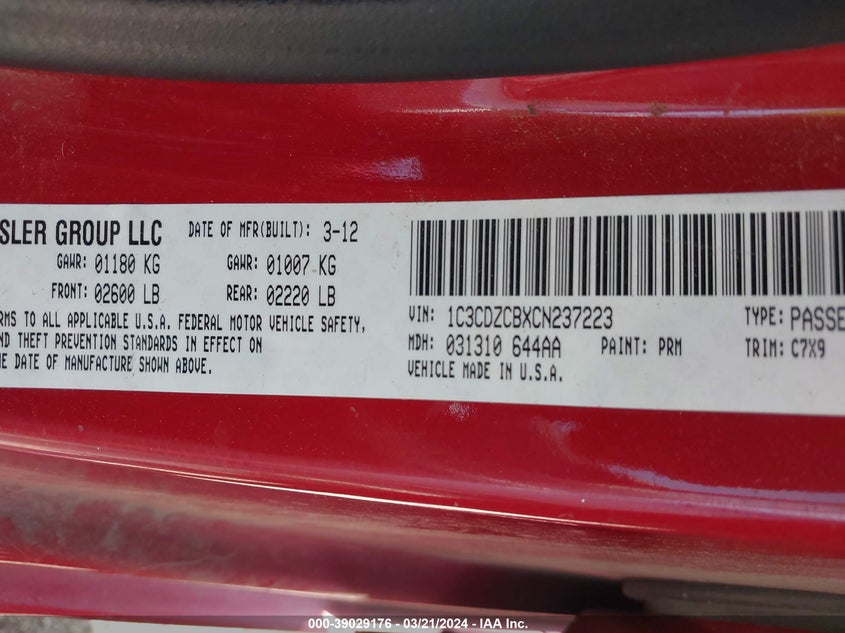 SLER GROUP LLC DATE OF MFR(BUILT): 3-12
GAWR: 01180 KG GAWR: 01007 KG
FRONT: 02600 LB REAR: 02220 LB
RMS TO ALL APPLICABLE U.S.A. FEDERAL MOTOR VEHICLE SAFETY,
ND THEFT PREVENTION STANDARDS IN EFFECT ON
E DATE OF MANUFACTURE SHOWN ABOVE.
VIN: 1C3CDZCBXCN237223 TYPE: PASSE
MDH: 031310 644AA PAINT: PRM TRIM: C7X9
VEHICLE MADE IN U.S.A.
000-39029176 | 03/21/2024 | IAA Inc.